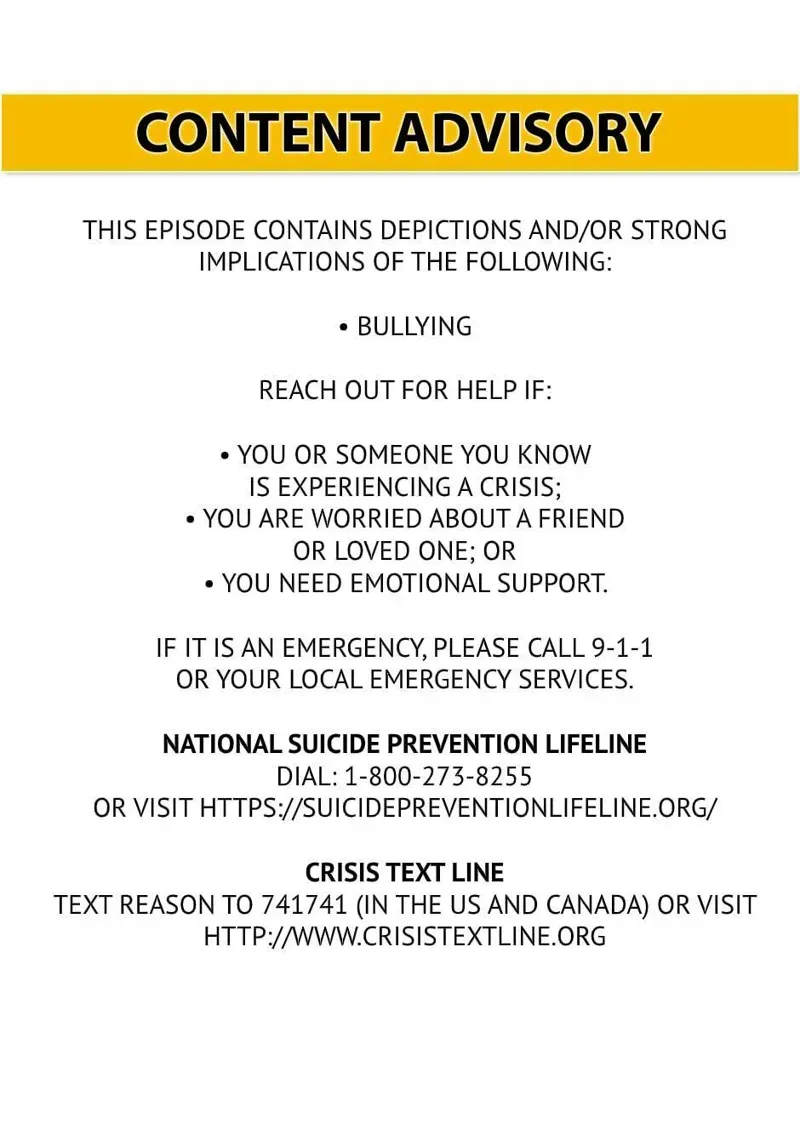 CONTENT ADVISORY
THIS EPISODE CONTAINS DEPICTIONS AND/OR STRONG
IMPLICATIONS OF THE FOLLOWING:
• BULLYING
REACH OUT FOR HELP IF:
• YOU OR SOMEONE YOU KNOW
IS EXPERIENCING A CRISIS;
• YOU ARE WORRIED ABOUT A FRIEND
OR LOVED ONE; OR
• YOU NEED EMOTIONAL SUPPORT.
IF IT IS AN EMERGENCY, PLEASE CALL 9-1-1
OR YOUR LOCAL EMERGENCY SERVICES.
NATIONAL SUICIDE PREVENTION LIFELINE
DIAL: 1-800-273-8255
OR VISIT HTTPS://SUICIDEPREVENTIONLIFELINE.ORG/
CRISIS TEXT LINE
TEXT REASON TO 741741 (IN THE US AND CANADA) OR VISIT
HTTP://WWW.CRISISTEXTLINE.ORG